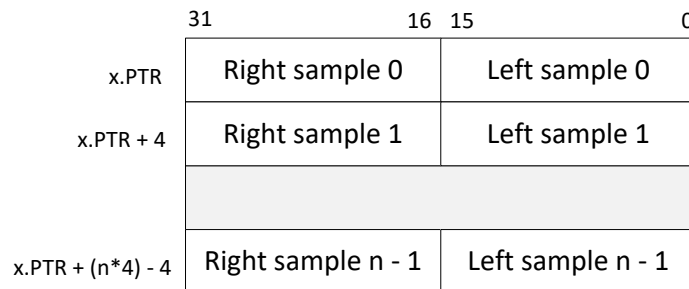 31 16 15 0
x.PTR Right sample 0 Left sample 0
x.PTR + 4 Right sample 1 Left sample 1
x.PTR + (n*4) - 4 Right sample n - 1 Left sample n - 1